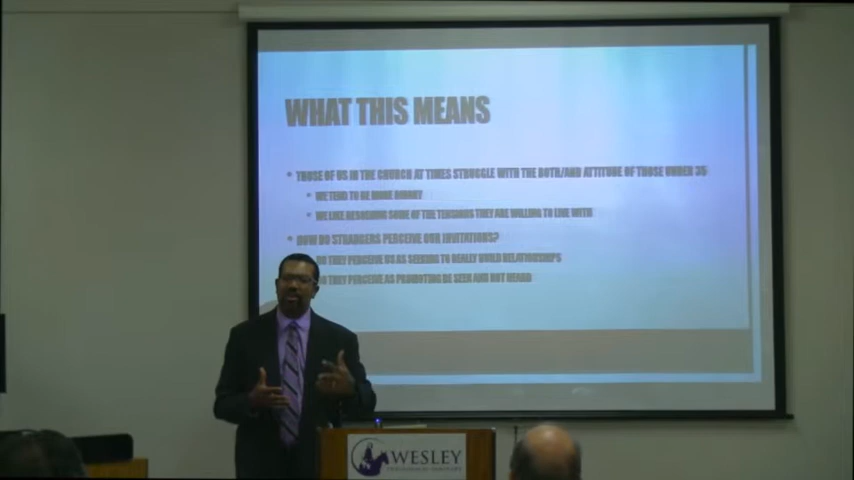 WHAT THIS MEANS
• THOSE OF US IN THE CHURCH AT TIMES STRUGGLE WITH THE BOTH/AND ATTITUDE OF THOSE UNDER 35
• WE TEND TO BE MORE BINARY
• WE LIKE RESOLVING SOME OF THE TENSIONS THEY ARE WILLING TO LIVE WITH
• HOW DO STRANGERS PERCEIVE OUR INVITATIONS?
THEY PERCEIVE US AS SEEKING TO REALLY BUILD RELATIONSHIPS
THEY PERCEIVE AS PROMOTING BE SEEN AND NOT HEARD
WESLEY
THEOLOGICAL SEMINARY